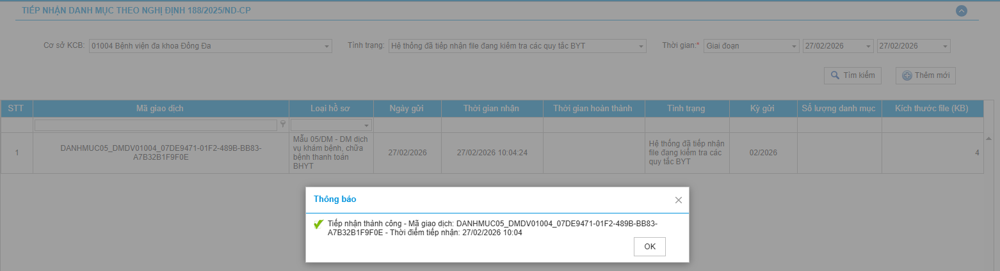 TIẾP NHẬN DANH MỤC THEO NGHỊ ĐỊNH 188/2025/NĐ-CP
Cơ sở KCB: 01004 Bệnh viện đa khoa Đống Đa Tình trạng: Hệ thống đã tiếp nhận file đang kiểm tra các quy tắc BYT Thời gian:* Giai đoạn 27/02/2026 27/02/2026
Tìm kiếm Thêm mới
STT Mã giao dịch Loại hồ sơ Ngày gửi Thời gian nhận Thời gian hoàn thành Tình trạng Kỳ gửi Số lượng danh mục Kích thước file (KB)
1
DANHMUC05_DMDV01004_07DE9471-01F2-489B-BB83-
A7B32B1F9F0E
Mẫu 05/DM - DM dịch
vụ khám bệnh, chữa
bệnh thanh toán
BHYT
27/02/2026
27/02/2026 10:04:24
Hệ thống đã tiếp nhận
file đang kiểm tra các
quy tắc BYT
02/2026
4
Thông báo
Tiếp nhận thành công - Mã giao dịch: DANHMUC05_DMDV01004_07DE9471-01F2-489B-BB83-
A7B32B1F9F0E - Thời điểm tiếp nhận: 27/02/2026 10:04
OK